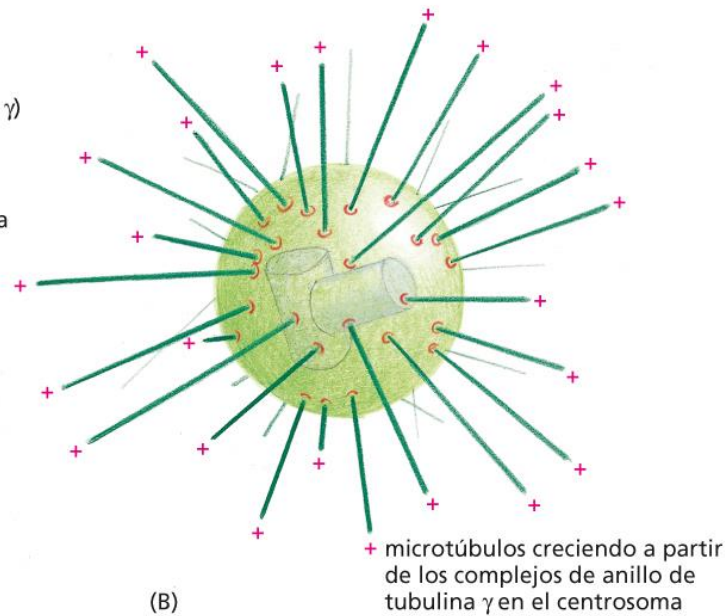 γ)
a
+ microtúbulos creciendo a partir
de los complejos de anillo de
tubulina γ en el centrosoma
(B)